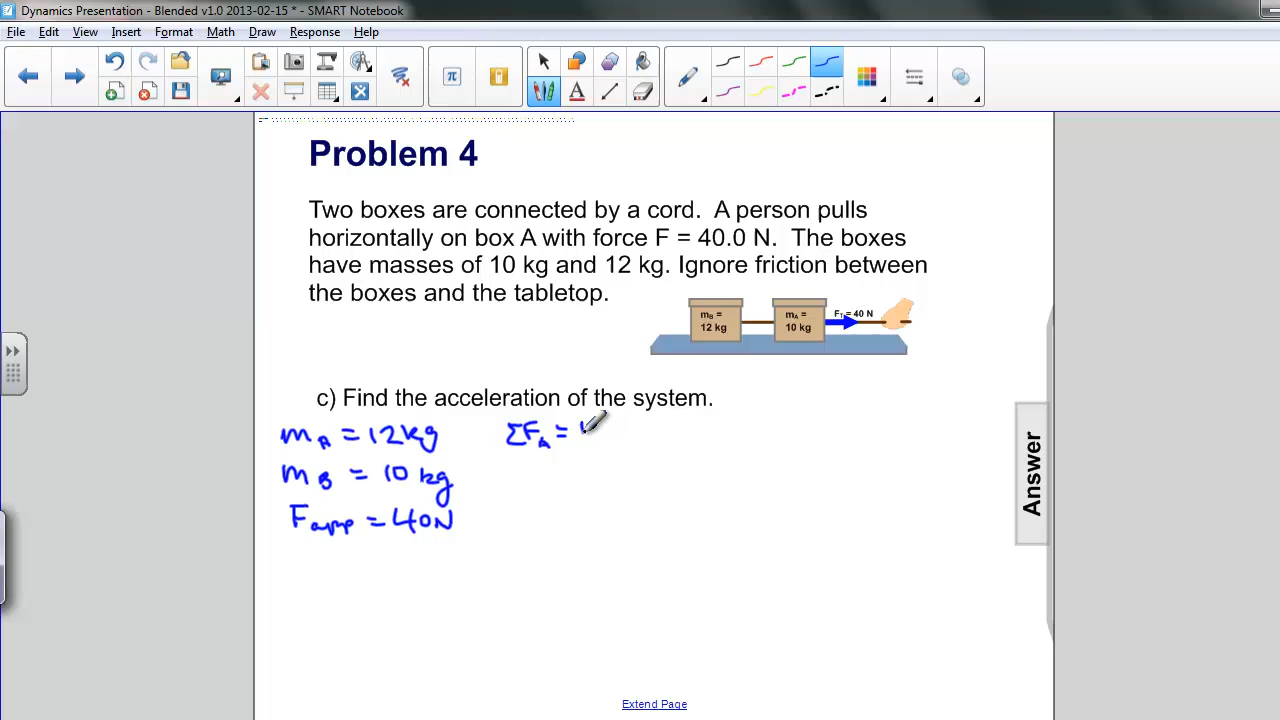 Dynamics Presentation - Blended v1.0 2013-02-15 * - SMART Notebook
File Edit View Insert Format Math Draw Response Help
π
A
Problem 4
Two boxes are connected by a cord. A person pulls
horizontally on box A with force F = 40.0 N. The boxes
have masses of 10 kg and 12 kg. Ignore friction between
the boxes and the tabletop.
mB =
12 kg
mA =
10 kg
FT = 40 N
c) Find the acceleration of the system.
mA = 12kg
ΣFA =
mB = 10 kg
Fapp = 40N
Answer
Extend Page